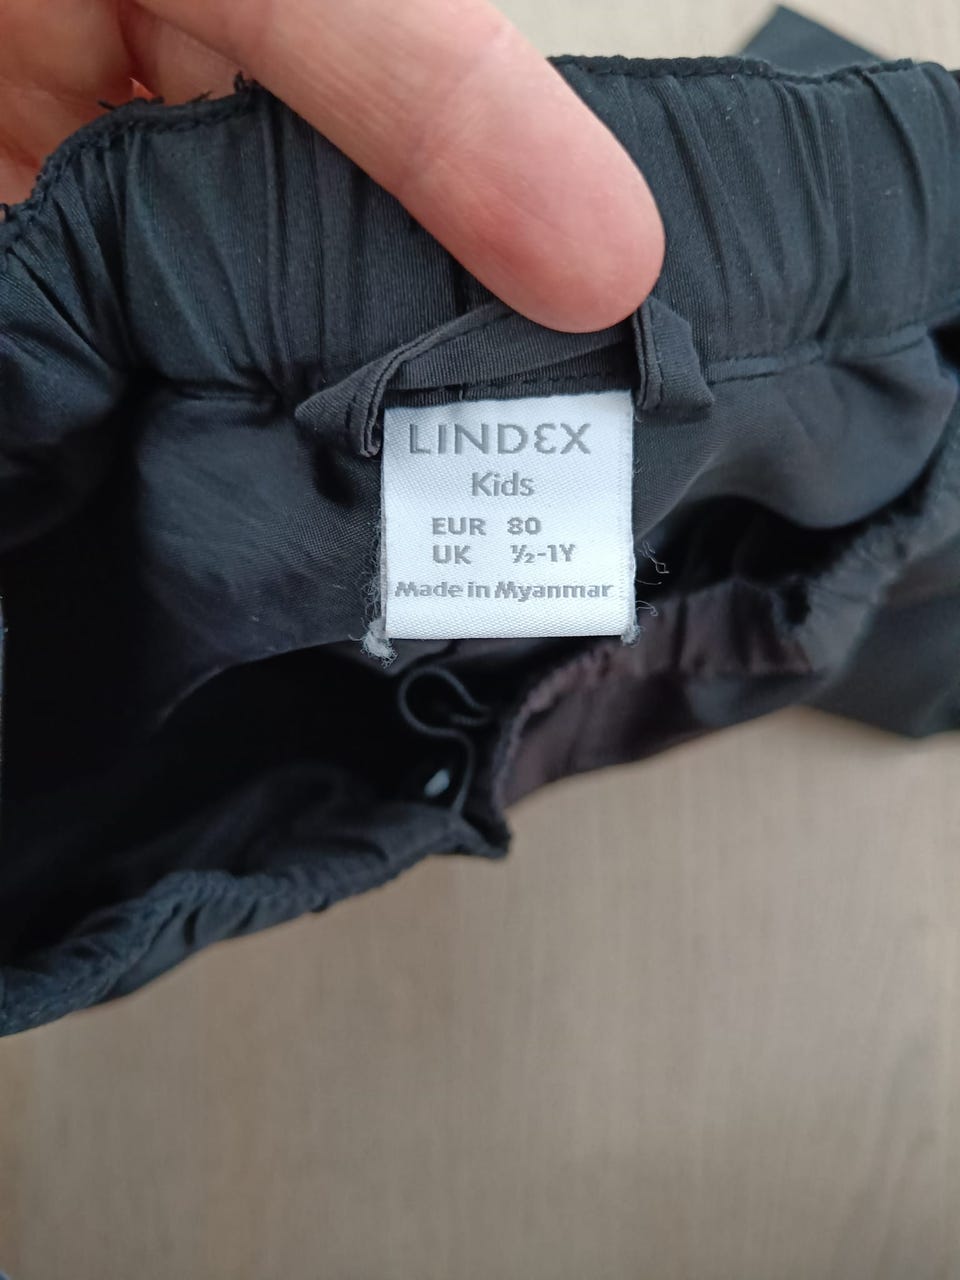 LINDEX
Kids
EUR 80
UK ½-1Y
Made in Myanmar